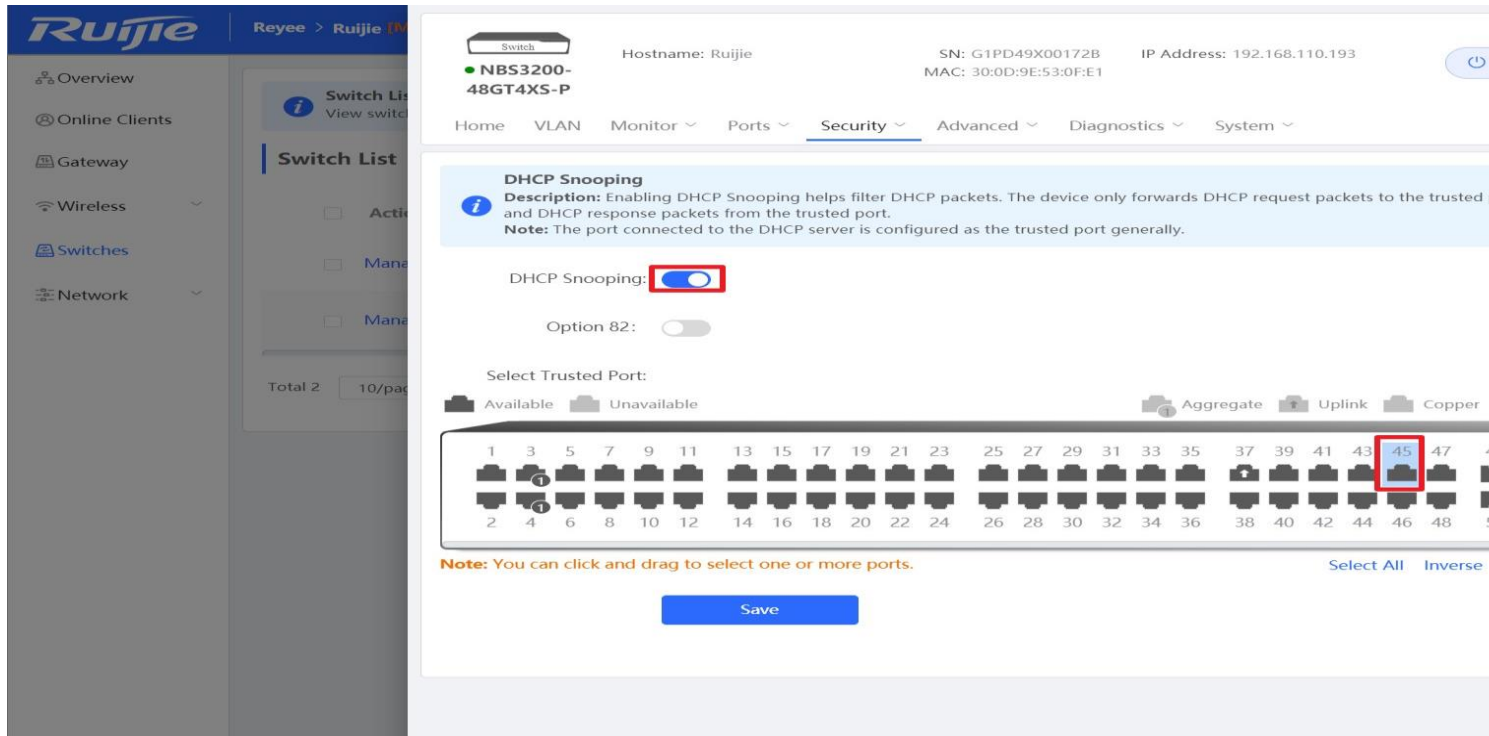 Ruijie
Reyee > Ruijie [M
Overview
Online Clients
Gateway
Wireless
Switches
Network
Switch Lis
View switc
Switch List
Actio
Mana
Mana
Total 2 10/pag
Switch
NBS3200-
48GT4XS-P
Hostname: Ruijie
SN: G1PD49X00172B
IP Address: 192.168.110.193
MAC: 30:0D:9E:53:0F:E1
Home VLAN Monitor Ports Security Advanced Diagnostics System
DHCP Snooping
Description: Enabling DHCP Snooping helps filter DHCP packets. The device only forwards DHCP request packets to the trusted
and DHCP response packets from the trusted port.
Note: The port connected to the DHCP server is configured as the trusted port generally.
DHCP Snooping:
Option 82:
Select Trusted Port:
Available Unavailable Aggregate Uplink Copper
1 3 5 7 9 11 13 15 17 19 21 23 25 27 29 31 33 35 37 39 41 43 45 47
1
1
2 4 6 8 10 12 14 16 18 20 22 24 26 28 30 32 34 36 38 40 42 44 46 48
Note: You can click and drag to select one or more ports.
Select All Inverse
Save